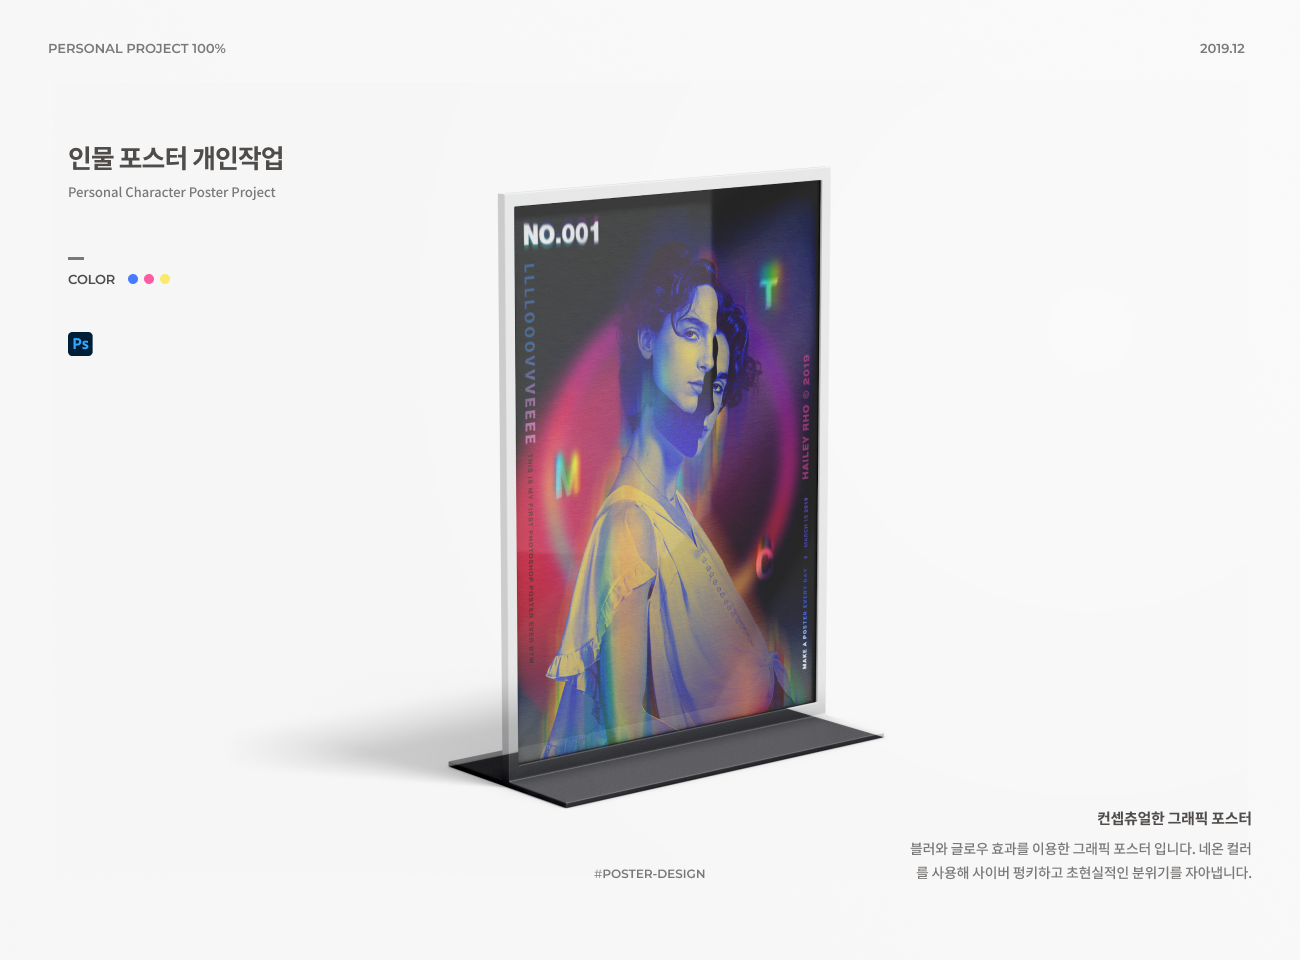 PERSONAL PROJECT 100%
2019.12
인물 포스터 개인작업
Personal Character Poster Project
COLOR
Ps
NO.001
LLLLOOOVVVEEEE
THIS IS MY FIRST PHOTOSHOP POSTER EVER BTW
T
M
C
HAILEY RHO © 2019
MARCH 15 2019
MAKE A POSTER EVERY DAY
컨셉츄얼한 그래픽 포스터
블러와 글로우 효과를 이용한 그래픽 포스터 입니다. 네온 컬러
를 사용해 사이버 펑키하고 초현실적인 분위기를 자아냅니다.
#POSTER-DESIGN